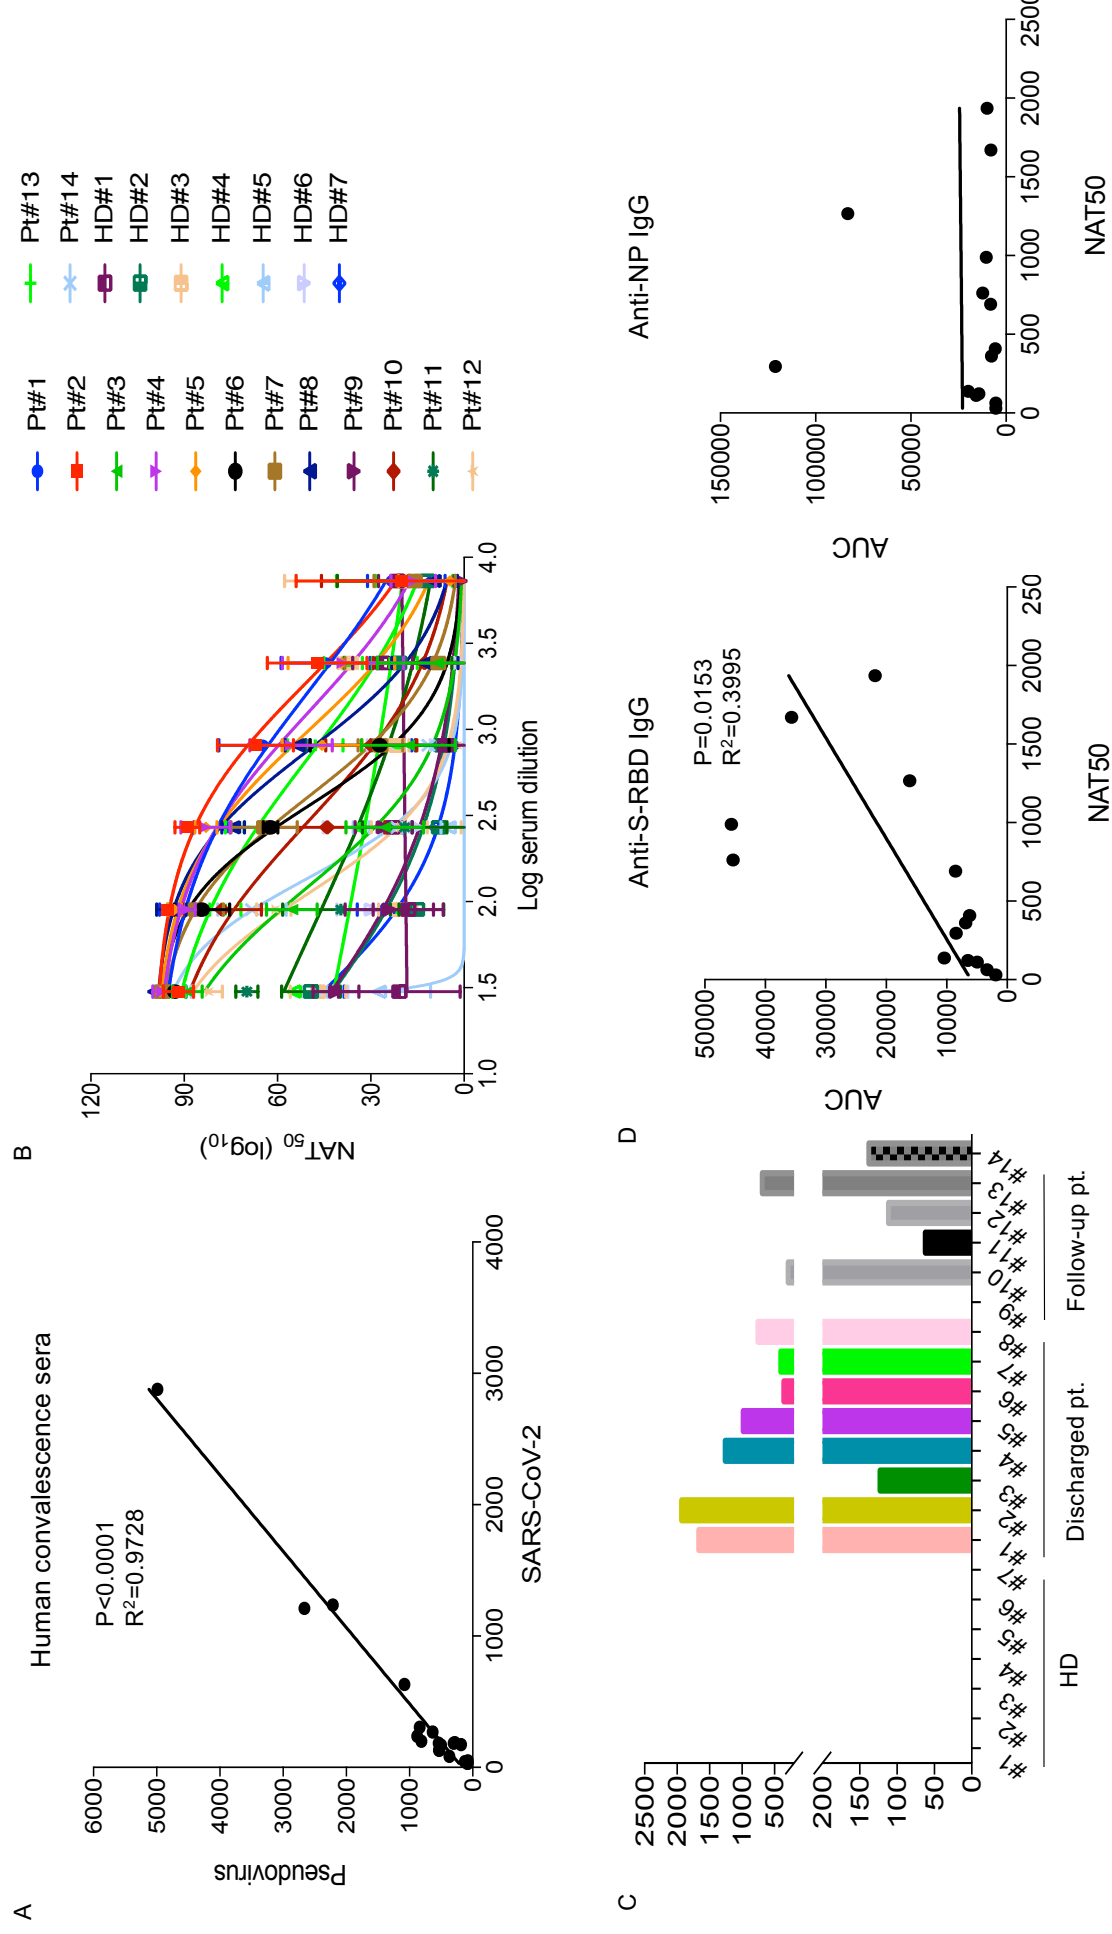 A
Human convalescence sera
P<0.0001
R²=0.9728
Pseudovirus
6000
5000
4000
3000
2000
1000
0
0
1000
2000
3000
4000
SARS-CoV-2
B
NAT₅₀ (log₁₀)
120
90
60
30
0
1.0
1.5
2.0
2.5
3.0
3.5
4.0
Log serum dilution
Pt#1
Pt#2
Pt#3
Pt#4
Pt#5
Pt#6
Pt#7
Pt#8
Pt#9
Pt#10
Pt#11
Pt#12
Pt#13
Pt#14
HD#1
HD#2
HD#3
HD#4
HD#5
HD#6
HD#7
C
2500
2000
1500
1000
500
200
150
100
50
0
#1
#2
#3
#4
#5
#6
#7
#1
#2
#3
#4
#5
#6
#7
#8
#9
#10
#11
#12
#13
#14
HD
Discharged pt.
Follow-up pt.
D
Anti-S-RBD IgG
P=0.0153
R²=0.3995
AUC
50000
40000
30000
20000
10000
0
0
500
1000
1500
2000
250
NAT50
Anti-NP IgG
AUC
150000
100000
50000
0
0
500
1000
1500
2000
2500
NAT50